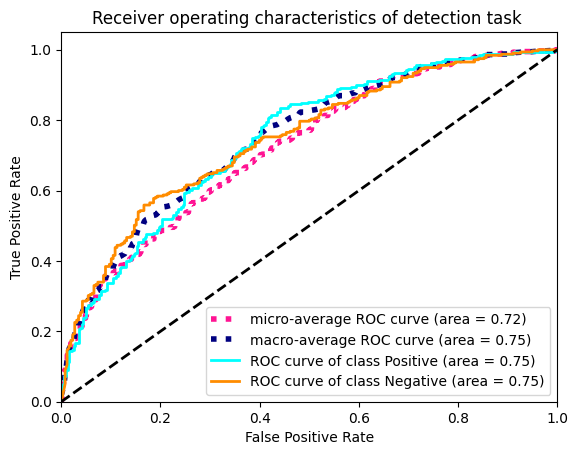 Receiver operating characteristics of detection task
True Positive Rate
1.0
0.8
0.6
0.4
0.2
0.0
micro-average ROC curve (area = 0.72)
macro-average ROC curve (area = 0.75)
ROC curve of class Positive (area = 0.75)
ROC curve of class Negative (area = 0.75)
0.0 0.2 0.4 0.6 0.8 1.0
False Positive Rate